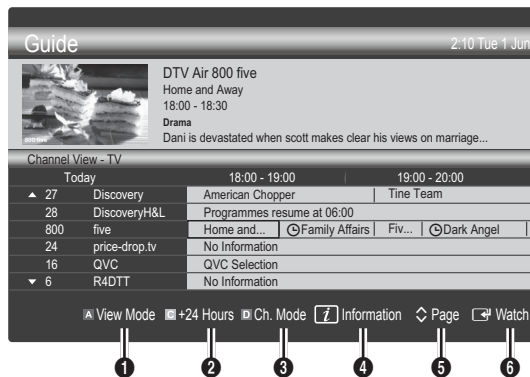 Guide 2:10 Tue 1 Jun
DTV Air 800 five
Home and Away
18:00 - 18:30
Drama
Dani is devastated when scott makes clear his views on marriage...
800 five
Channel View - TV
Today 18:00 - 19:00 19:00 - 20:00
▲ 27 Discovery American Chopper Tine Team
28 DiscoveryH&L Programmes resume at 06:00
800 five Home and... Family Affairs Fiv... Dark Angel
24 price-drop.tv No Information
16 QVC QVC Selection
▼ 6 R4DTT No Information
A View Mode C +24 Hours D Ch. Mode i Information Page Watch
1 2 3 4 5 6